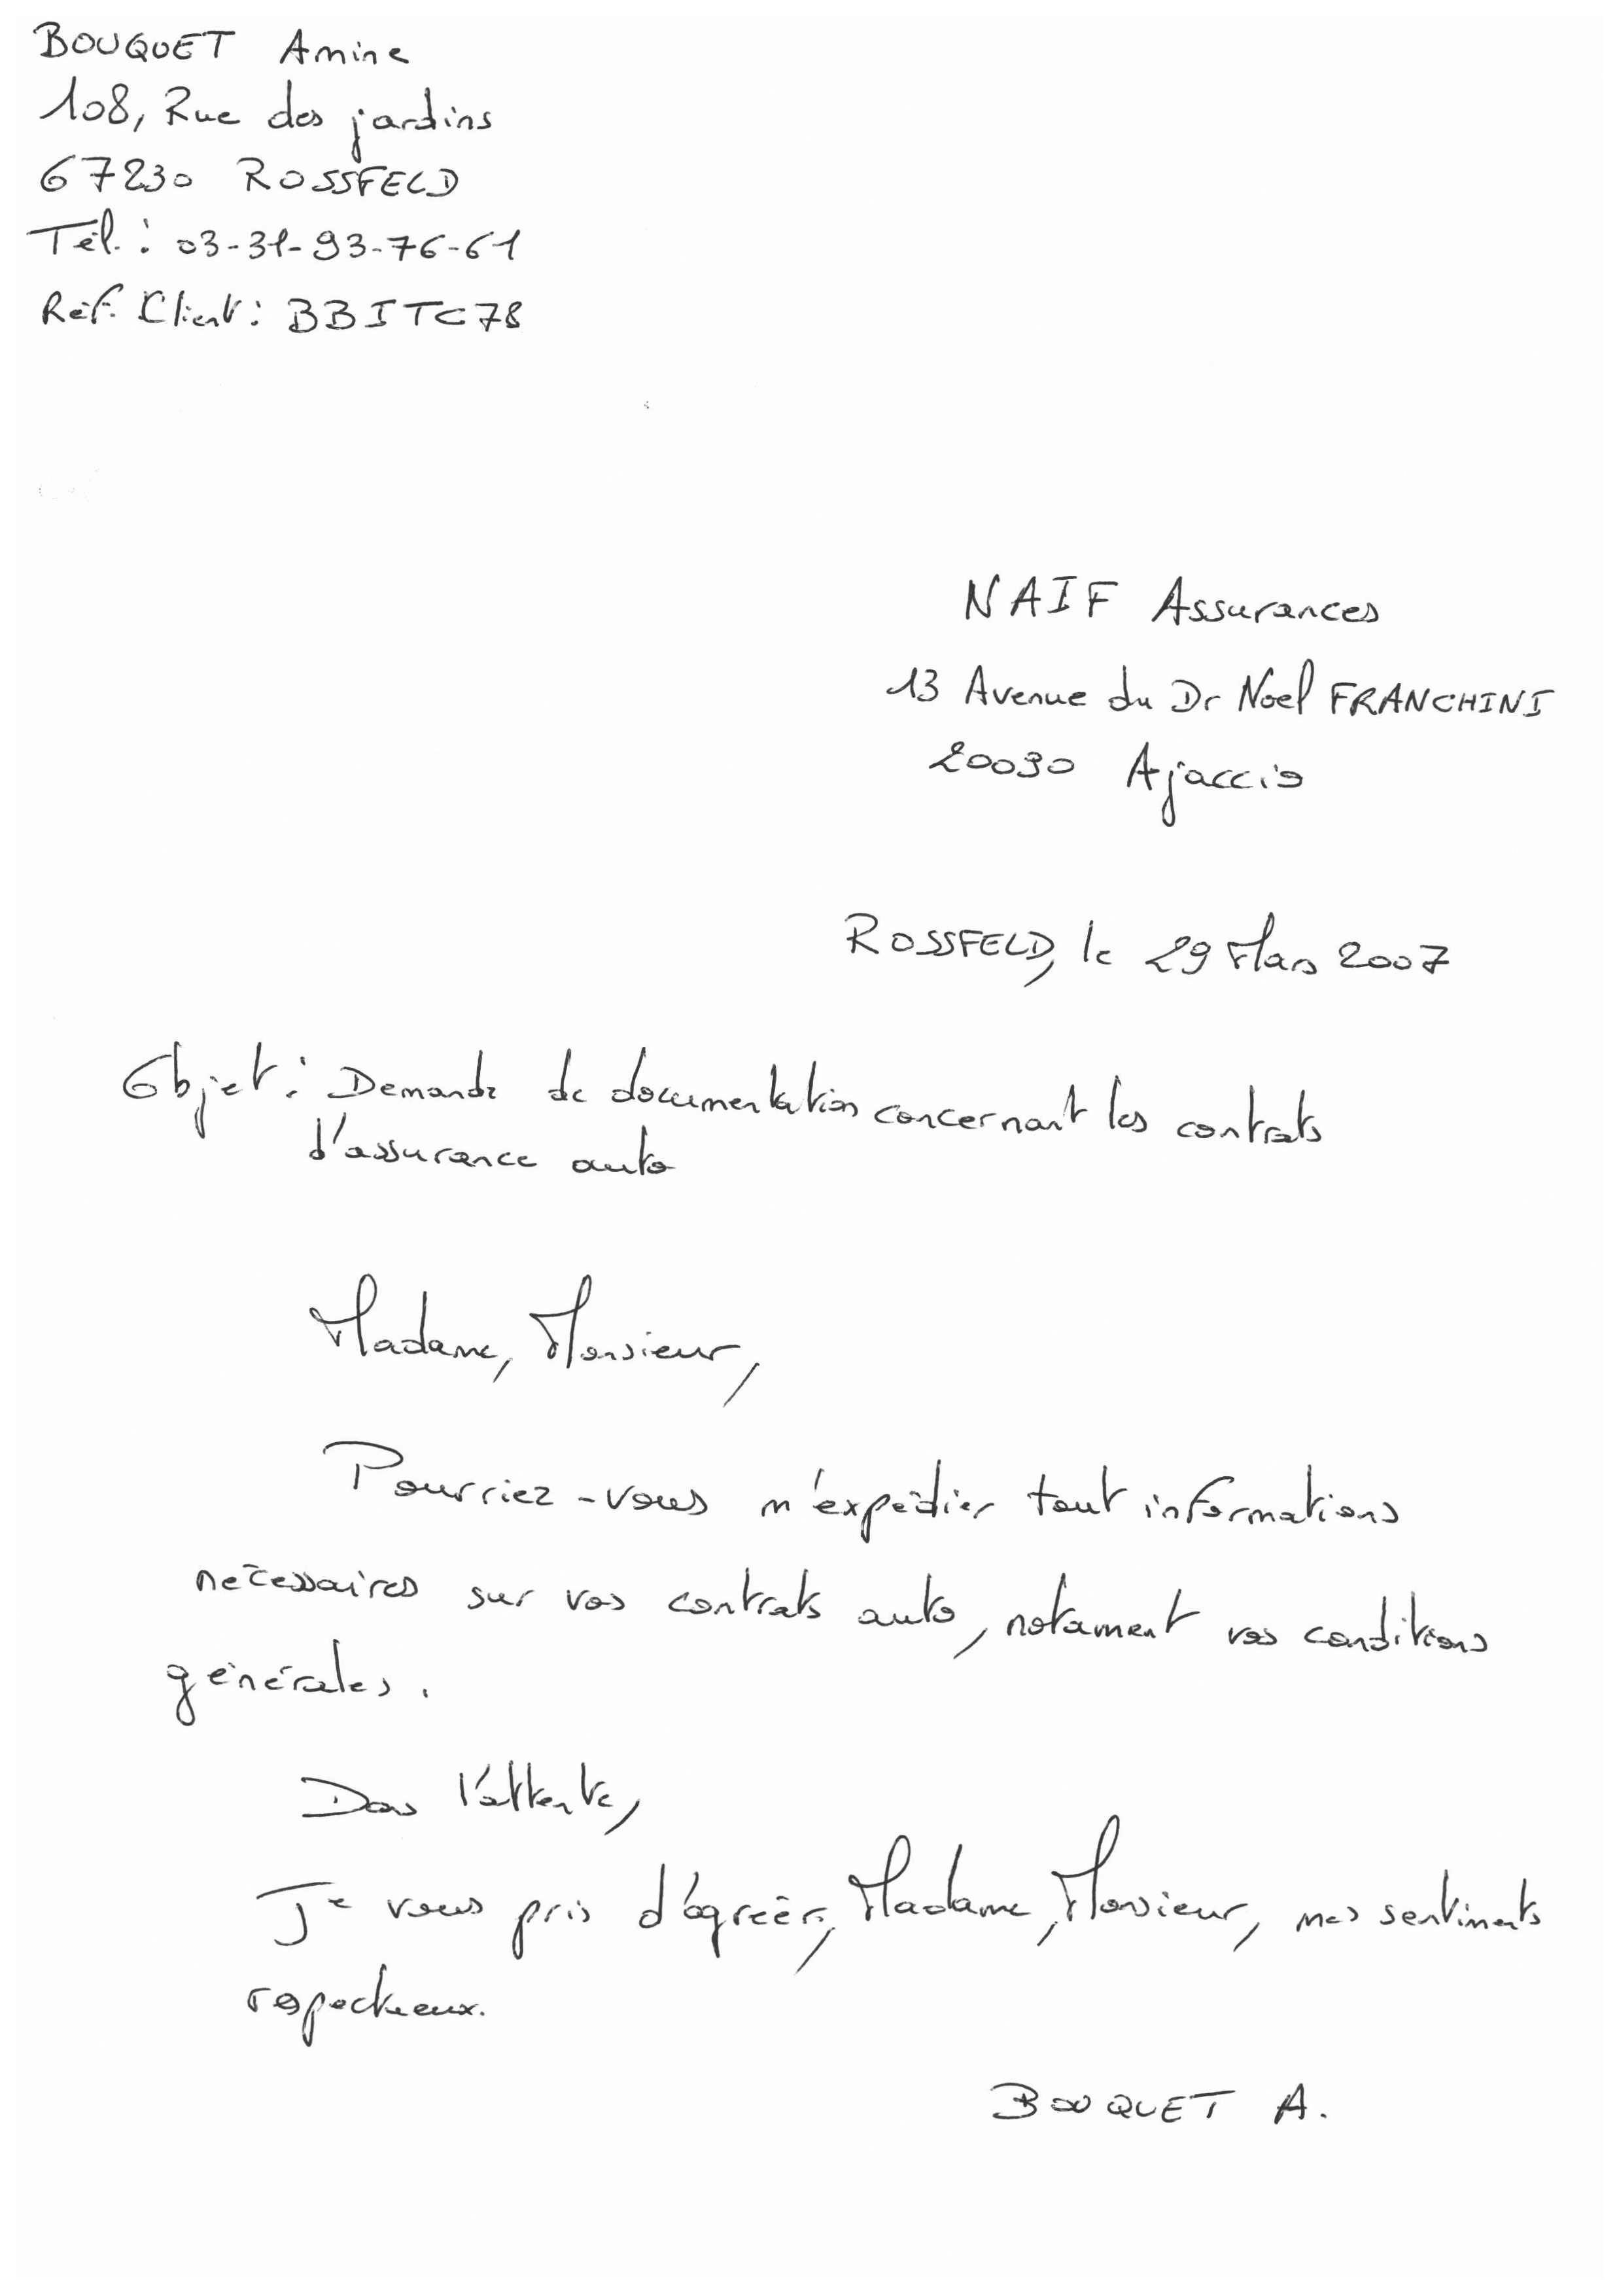 BOUQUET Amine
108, Rue des jardins
67230 ROSSFELD
Tél. : 03-31-93-76-61
Réf. Client : BBITC78
NAIF Assurances
13 Avenue du Dr Noel FRANCHINI
20090 Ajaccio
ROSSFELD, le 29 Mars 2007
Objet : Demande de documentation concernant les contrats
d'assurance auto
Madame, Monsieur,
Pourriez-vous m'expédier tout informations
nécessaires sur vos contrats auto, notament vos conditions
générales.
Dans l'attente,
Je vous pris d'agréer, Madame, Monsieur, mes sentiments
respectueux.
BOUQUET A.